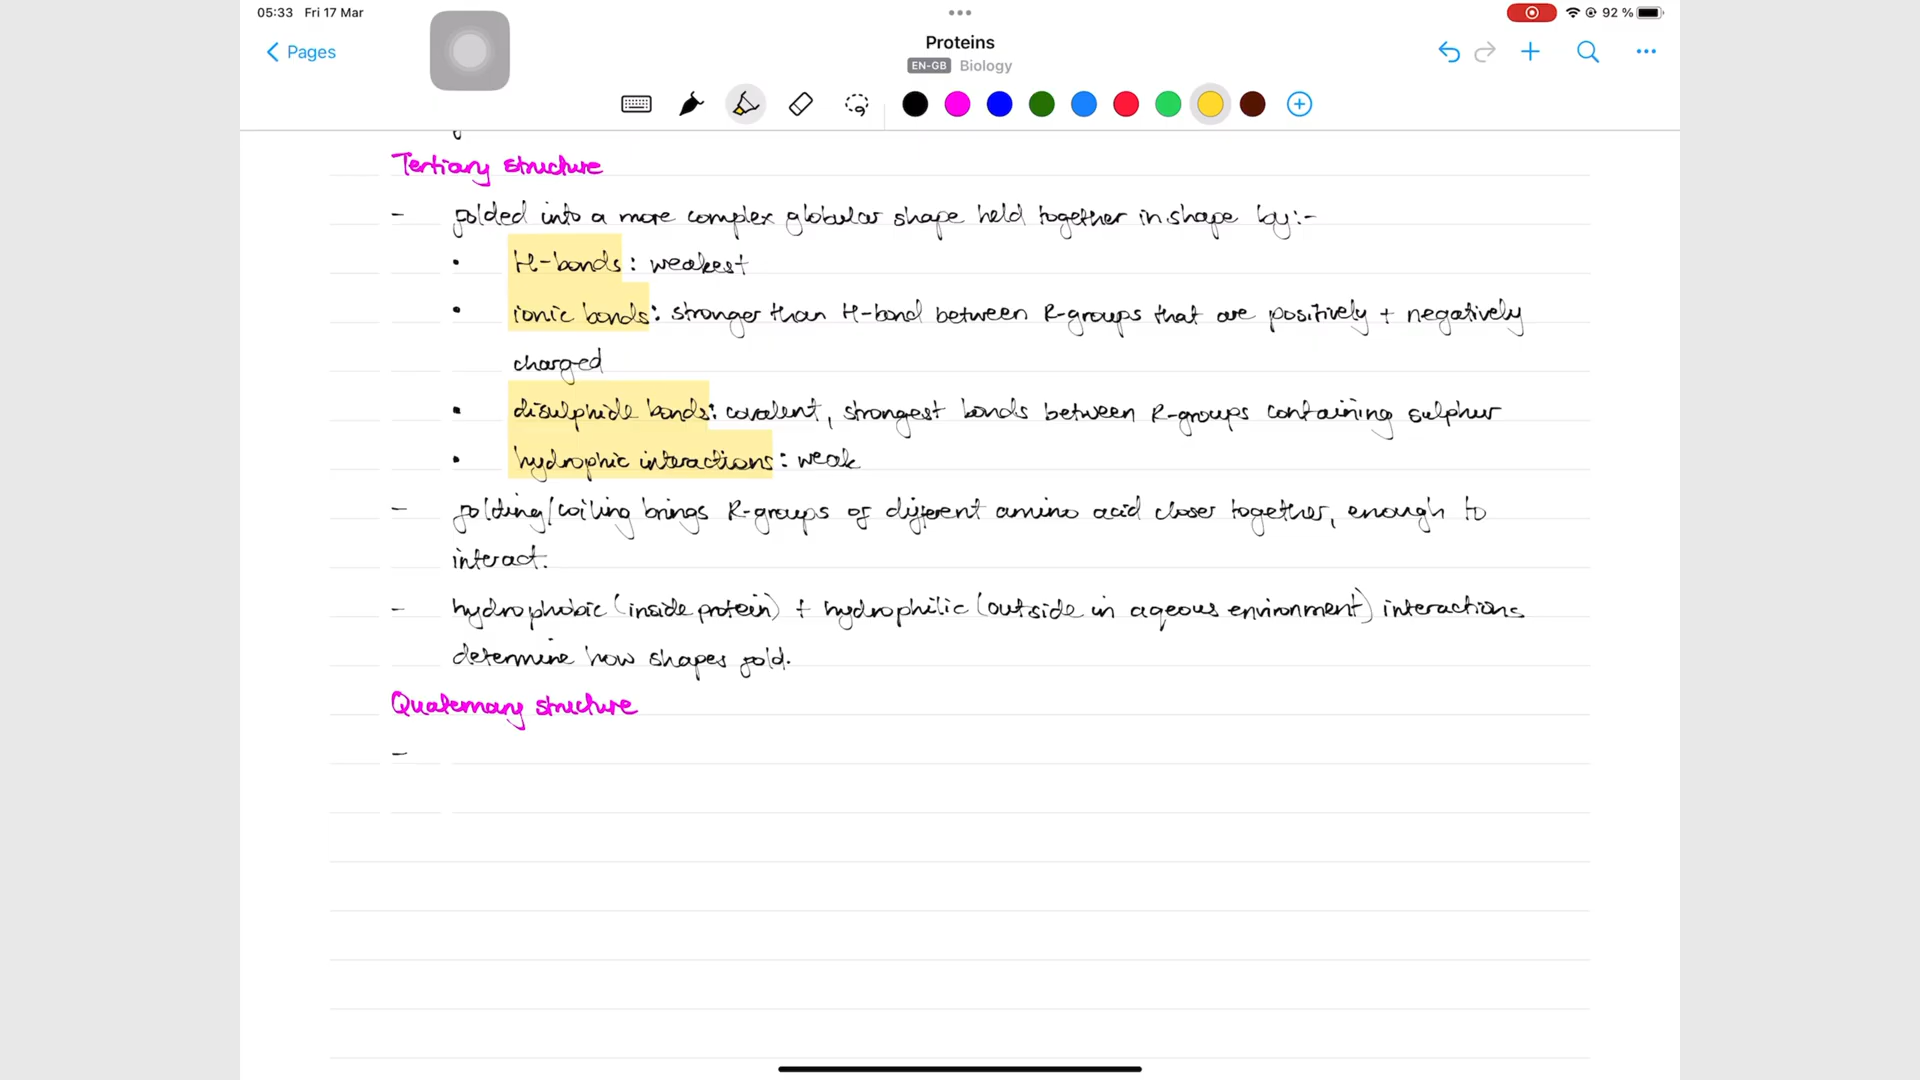 05:33 Fri 17 Mar
92 %
Pages
Proteins
EN-GB Biology
Tertiary structure
- folded into a more complex globular shape held together in shape by:-
• H-bonds: weakest
• ionic bonds: stronger than H-bond between R-groups that are positively + negatively
charged
• disulphide bonds: covalent, strongest bonds between R-groups containing sulphur
• hydrophic interactions: weak
- folding/coiling brings R-groups of different amino acid closer together, enough to
interact.
- hydrophobic (inside protein) + hydrophilic (outside in aqeous environment) interactions
determine how shapes fold.
Quaternary structure
-